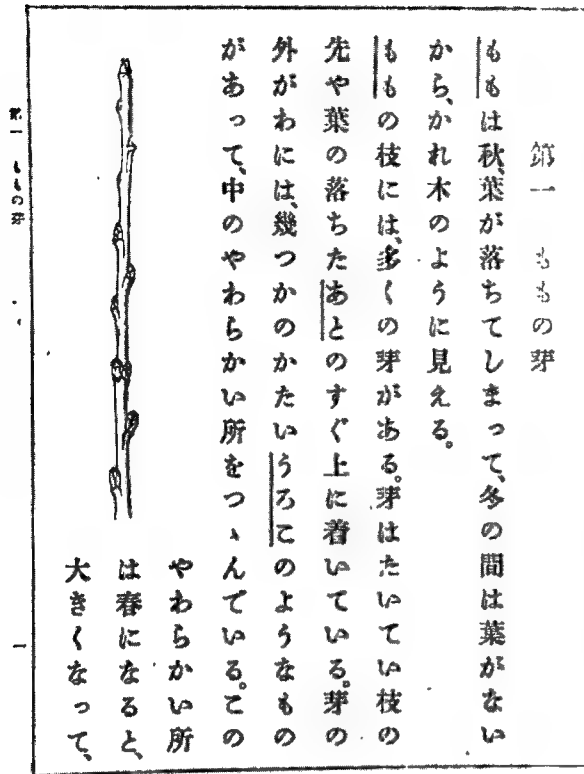 第一　ももの芽
ももは秋、葉が落ちてしまって、冬の間は葉がない
から、かれ木のように見える。
ももの枝には、多くの芽がある。芽はたいてい枝の
先や葉の落ちたあとのすぐ上に着いている。芽の
外がわには、幾つかのかたいうろこのようなもの
があって、中のやわらかい所をつゝんでいる。この
やわらかい所
は春になると、
大きくなって、
第一　ももの芽
一